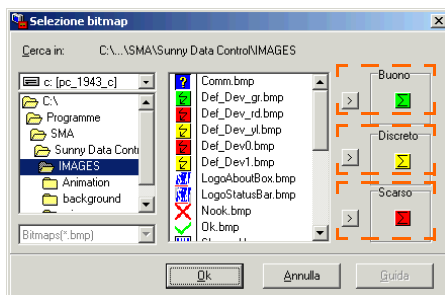 Selezione bitmap
Cerca in: C:\...\SMA\Sunny Data Control\IMAGES
c: [pc_1943_c]
C:\
Programme
SMA
Sunny Data Conti
IMAGES
Animation
background
Bitmaps(*.bmp)
Comm.bmp
Def_Dev_gr.bmp
Def_Dev_rd.bmp
Def_Dev_yl.bmp
Def_Dev0.bmp
Def_Dev1.bmp
LogoAboutBox.bmp
LogoStatusBar.bmp
Nook.bmp
Ok.bmp
Buono
> Σ
Discreto
> Σ
Scarso
> Σ
Ok
Annulla
Guida